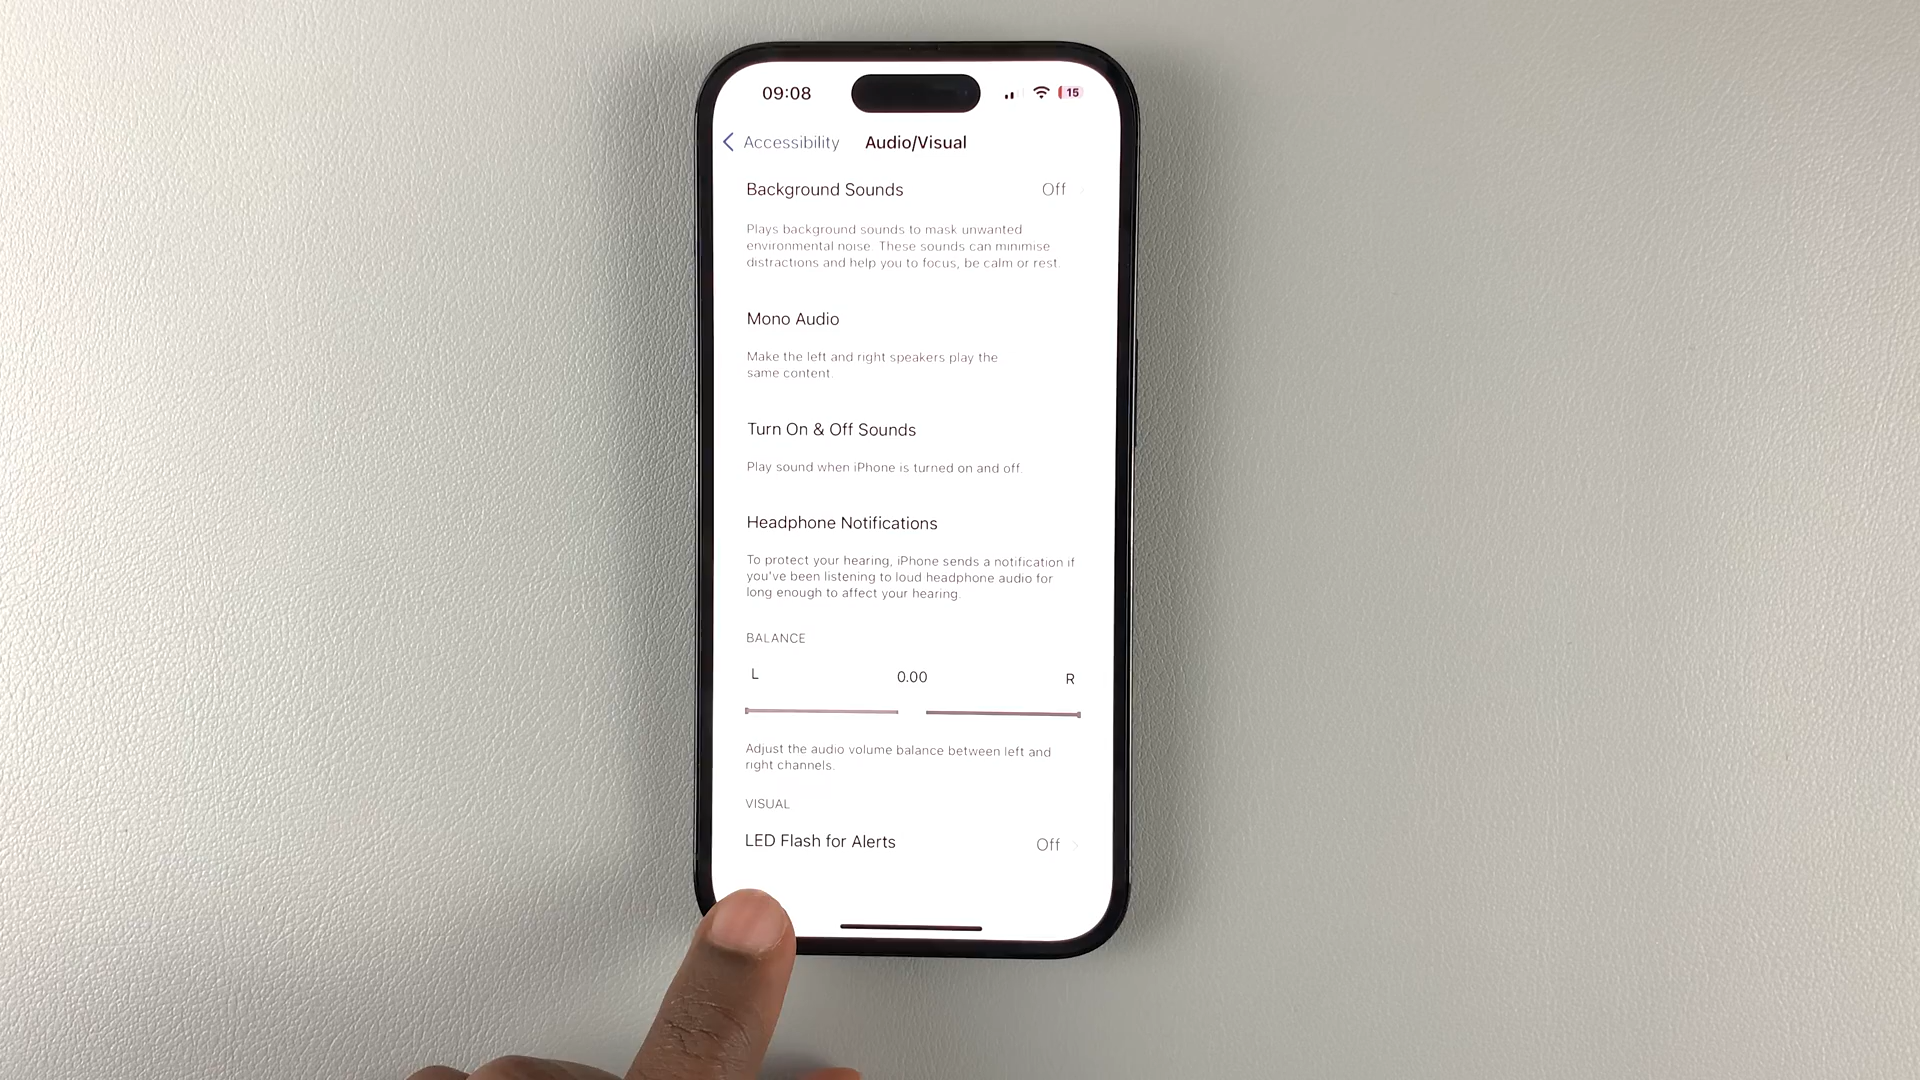 09:08
15
Accessibility
Audio/Visual
Background Sounds
Off
Plays background sounds to mask unwanted
environmental noise. These sounds can minimise
distractions and help you to focus, be calm or rest.
Mono Audio
Make the left and right speakers play the
same content.
Turn On & Off Sounds
Play sound when iPhone is turned on and off.
Headphone Notifications
To protect your hearing, iPhone sends a notification if
you've been listening to loud headphone audio for
long enough to affect your hearing.
BALANCE
L
0.00
R
Adjust the audio volume balance between left and
right channels.
VISUAL
LED Flash for Alerts
Off